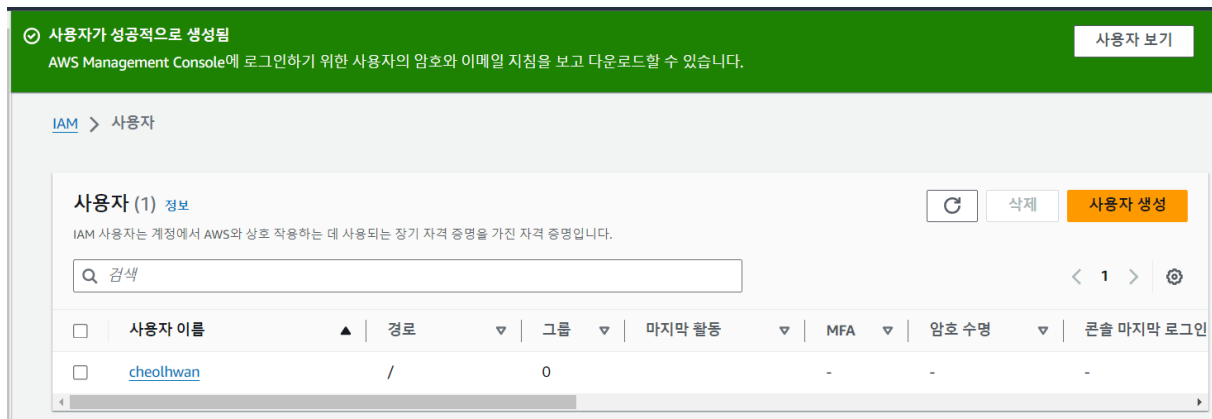 사용자가 성공적으로 생성됨
사용자 보기
AWS Management Console에 로그인하기 위한 사용자의 암호와 이메일 지침을 보고 다운로드할 수 있습니다.
IAM > 사용자
사용자 (1) 정보
삭제
사용자 생성
IAM 사용자는 계정에서 AWS와 상호 작용하는 데 사용되는 장기 자격 증명을 가진 자격 증명입니다.
검색
< 1 >
사용자 이름 경로 그룹 마지막 활동 MFA 암호 수명 콘솔 마지막 로그인
cheolhwan / 0 - - -